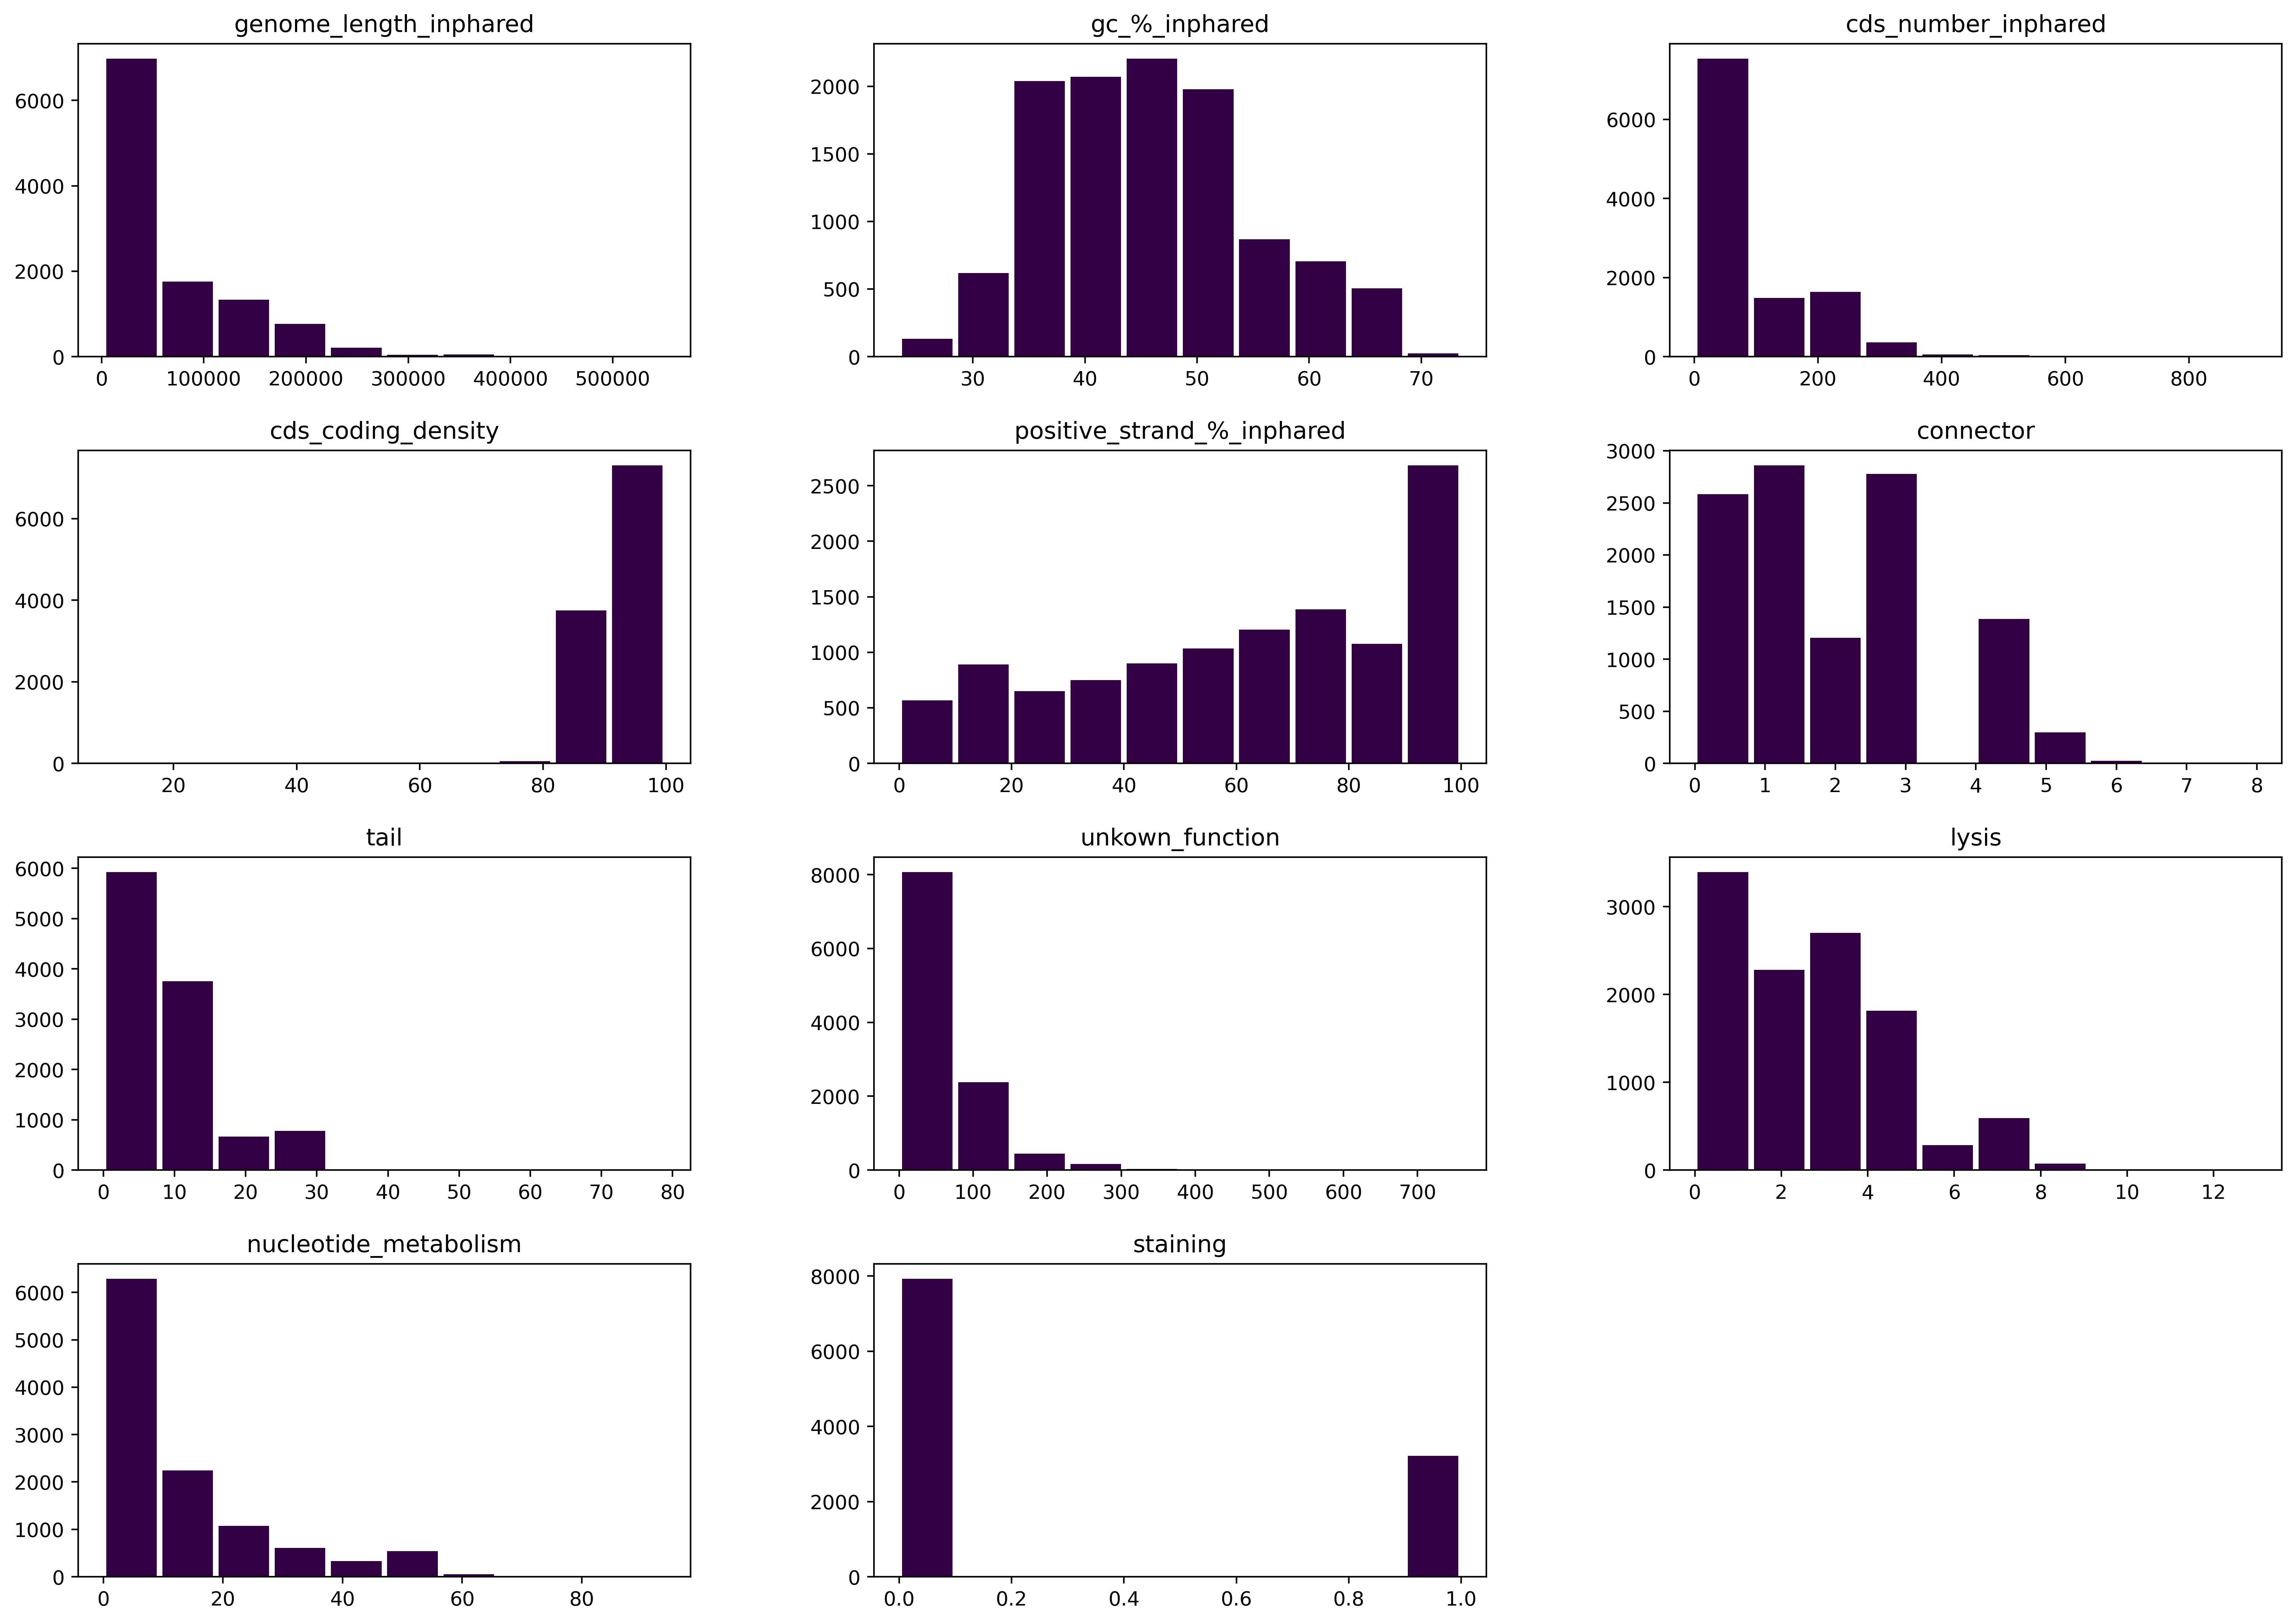 genome_length_inphared
6000
4000
2000
0
0 100000 200000 300000 400000 500000
gc_%_inphared
2000
1500
1000
500
0
30 40 50 60 70
cds_number_inphared
6000
4000
2000
0
0 200 400 600 800
cds_coding_density
6000
4000
2000
0
20 40 60 80 100
positive_strand_%_inphared
2500
2000
1500
1000
500
0
0 20 40 60 80 100
connector
3000
2500
2000
1500
1000
500
0
0 1 2 3 4 5 6 7 8
tail
6000
5000
4000
3000
2000
1000
0
0 10 20 30 40 50 60 70 80
unkown_function
8000
6000
4000
2000
0
0 100 200 300 400 500 600 700
lysis
3000
2000
1000
0
0 2 4 6 8 10 12
nucleotide_metabolism
6000
5000
4000
3000
2000
1000
0
0 20 40 60 80
staining
8000
6000
4000
2000
0
0.0 0.2 0.4 0.6 0.8 1.0